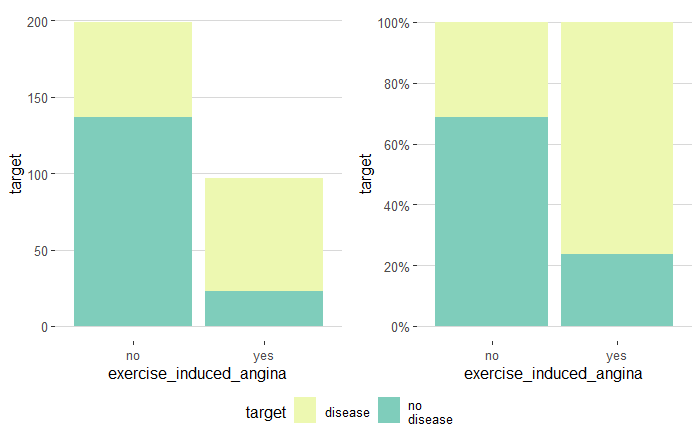 200
150
100
50
0
target
no yes
exercise_induced_angina
100%
80%
60%
40%
20%
0%
target
no yes
exercise_induced_angina
target disease no
disease